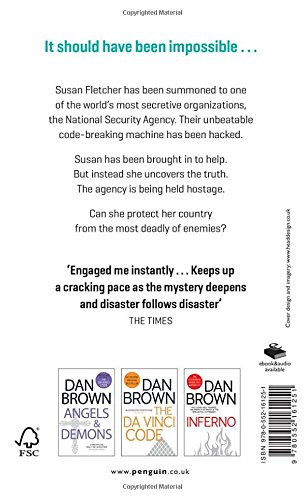 It should have been impossible . . .
Susan Fletcher has been summoned to one
of the world's most secretive organizations,
the National Security Agency. Their unbeatable
code-breaking machine has been hacked.
Susan has been brought in to help.
But instead she uncovers the truth.
The agency is being held hostage.
Can she protect her country
from the most deadly of enemies?
'Engaged me instantly . . . Keeps up
a cracking pace as the mystery deepens
and disaster follows disaster'
THE TIMES
DAN
BROWN
ANGELS
& DEMONS
DAN
BROWN
THE
DA VINCI
CODE
DAN
BROWN
INFERNO
FSC
www.penguin.co.uk
Cover design and imagery: www.headdesign.co.uk
ebook&audio
available
ISBN 978-0-552-16125-1
9 780552 161251